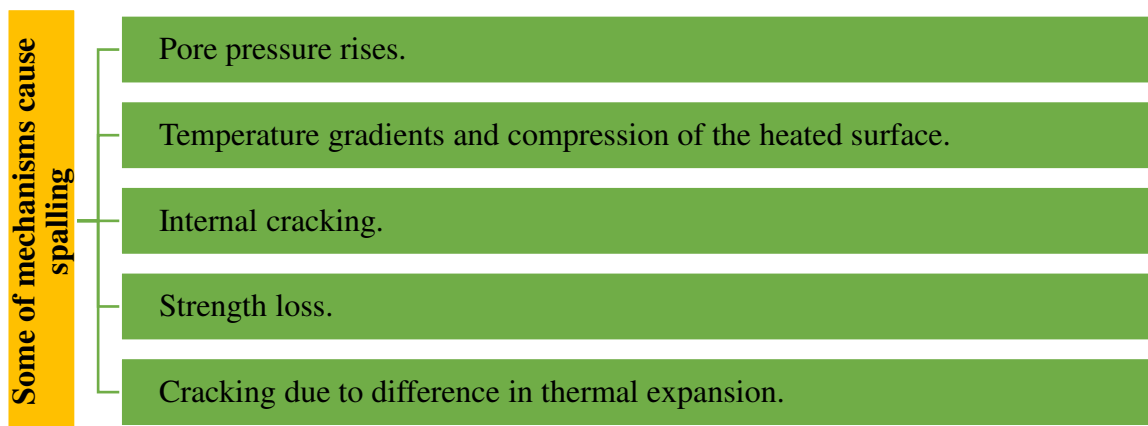 Some of mechanisms cause
spalling
Pore pressure rises.
Temperature gradients and compression of the heated surface.
Internal cracking.
Strength loss.
Cracking due to difference in thermal expansion.